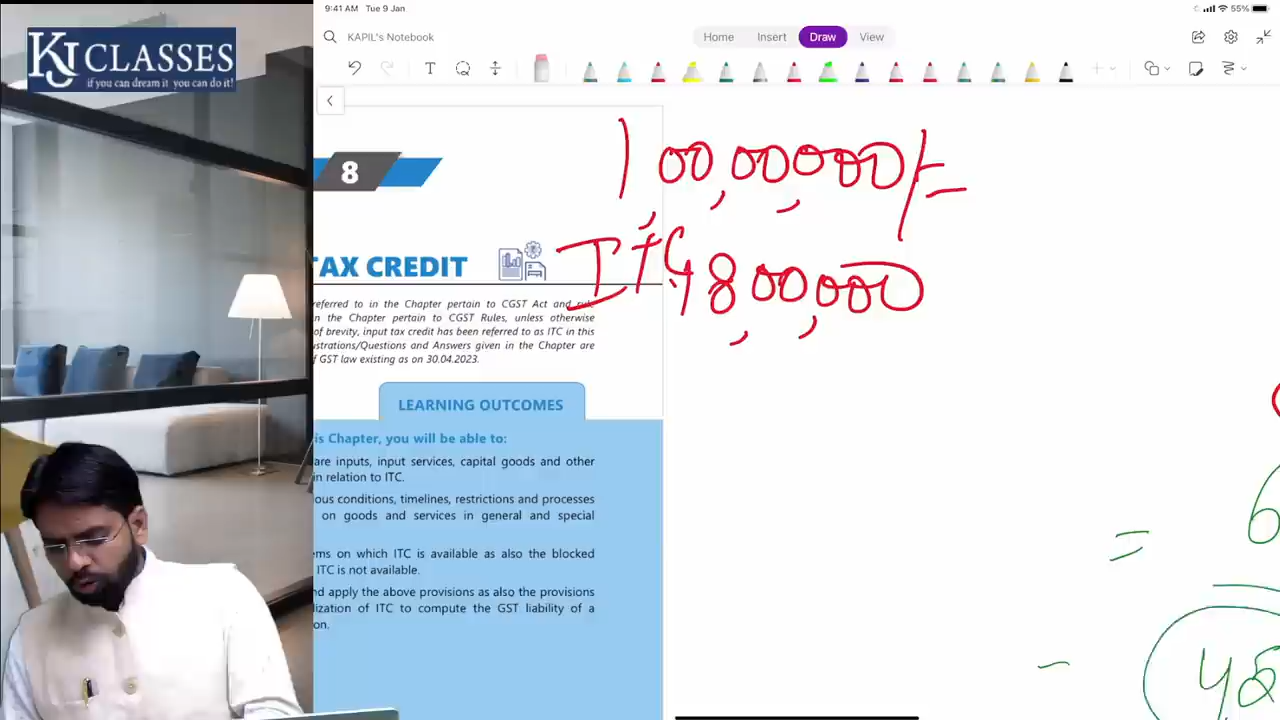 9:41 AM Tue 9 Jan
55%
KJ CLASSES
if you can dream it you can do it!
KAPIL's Notebook
Home Insert Draw View
T
8
1,00,00,000/-
TAX CREDIT
ITC 48,00,000
referred to in the Chapter pertain to CGST Act and
n the Chapter pertain to CGST Rules, unless otherwise
of brevity, input tax credit has been referred to as ITC in this
strations/Questions and Answers given in the Chapter are
f GST law existing as on 30.04.2023.
LEARNING OUTCOMES
is Chapter, you will be able to:
are inputs, input services, capital goods and other
in relation to ITC.
ous conditions, timelines, restrictions and processes
on goods and services in general and special
ems on which ITC is available as also the blocked
ITC is not available.
nd apply the above provisions as also the provisions
lization of ITC to compute the GST liability of a
on.
= 6